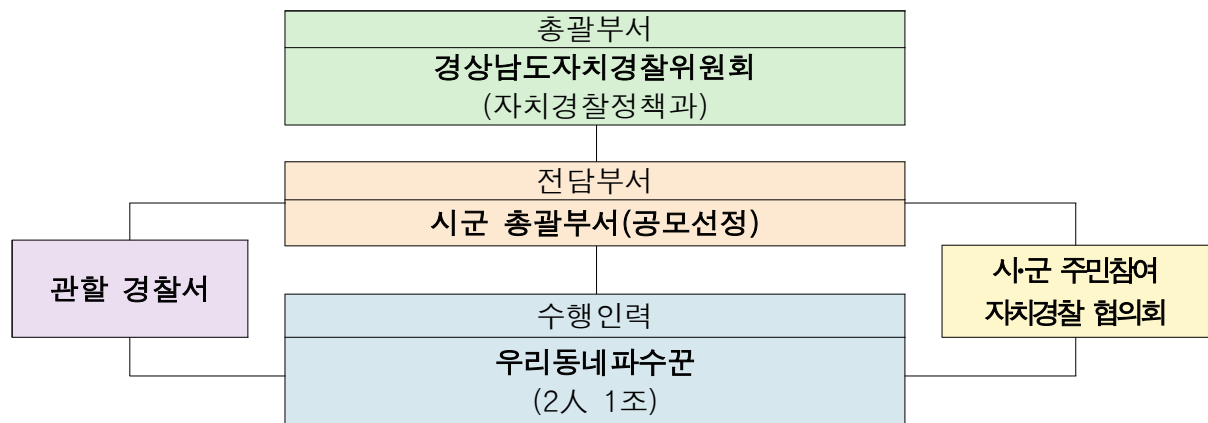 총괄부서
경상남도자치경찰위원회
(자치경찰정책과)
전담부서
시군 총괄부서(공모선정)
관할 경찰서
시·군 주민참여
자치경찰 협의회
수행인력
우리동네파수꾼
(2人 1조)